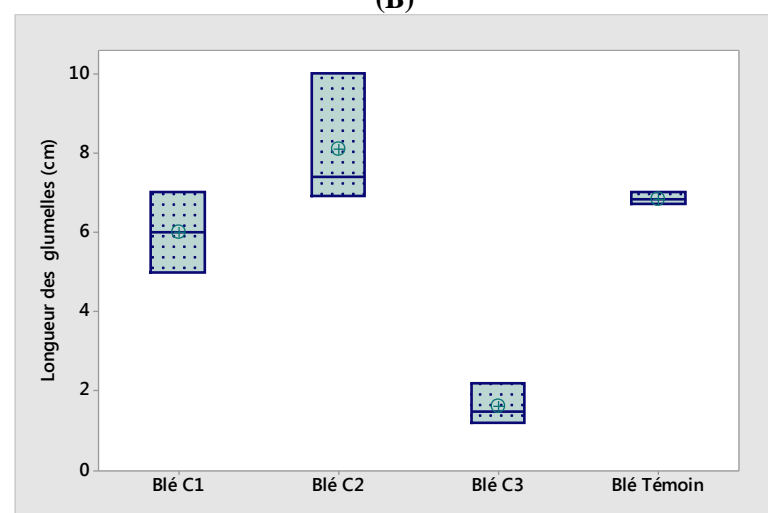 (B)
Longueur des glumelles (cm)
10
8
6
4
2
0
Blé C1
Blé C2
Blé C3
Blé Témoin